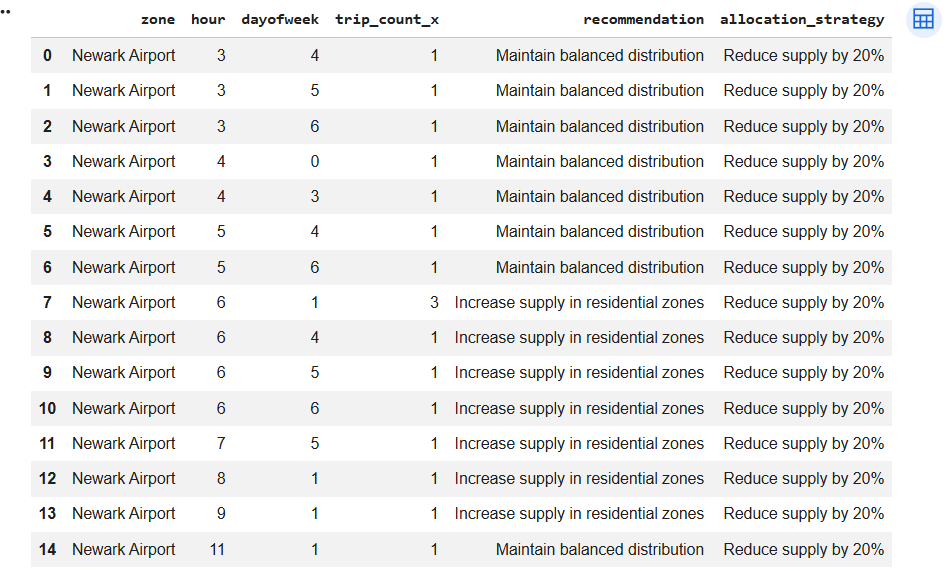 zone hour dayofweek trip_count_x recommendation allocation_strategy
0 Newark Airport 3 4 1 Maintain balanced distribution Reduce supply by 20%
1 Newark Airport 3 5 1 Maintain balanced distribution Reduce supply by 20%
2 Newark Airport 3 6 1 Maintain balanced distribution Reduce supply by 20%
3 Newark Airport 4 0 1 Maintain balanced distribution Reduce supply by 20%
4 Newark Airport 4 3 1 Maintain balanced distribution Reduce supply by 20%
5 Newark Airport 5 4 1 Maintain balanced distribution Reduce supply by 20%
6 Newark Airport 5 6 1 Maintain balanced distribution Reduce supply by 20%
7 Newark Airport 6 1 3 Increase supply in residential zones Reduce supply by 20%
8 Newark Airport 6 4 1 Increase supply in residential zones Reduce supply by 20%
9 Newark Airport 6 5 1 Increase supply in residential zones Reduce supply by 20%
10 Newark Airport 6 6 1 Increase supply in residential zones Reduce supply by 20%
11 Newark Airport 7 5 1 Increase supply in residential zones Reduce supply by 20%
12 Newark Airport 8 1 1 Increase supply in residential zones Reduce supply by 20%
13 Newark Airport 9 1 1 Increase supply in residential zones Reduce supply by 20%
14 Newark Airport 11 1 1 Maintain balanced distribution Reduce supply by 20%